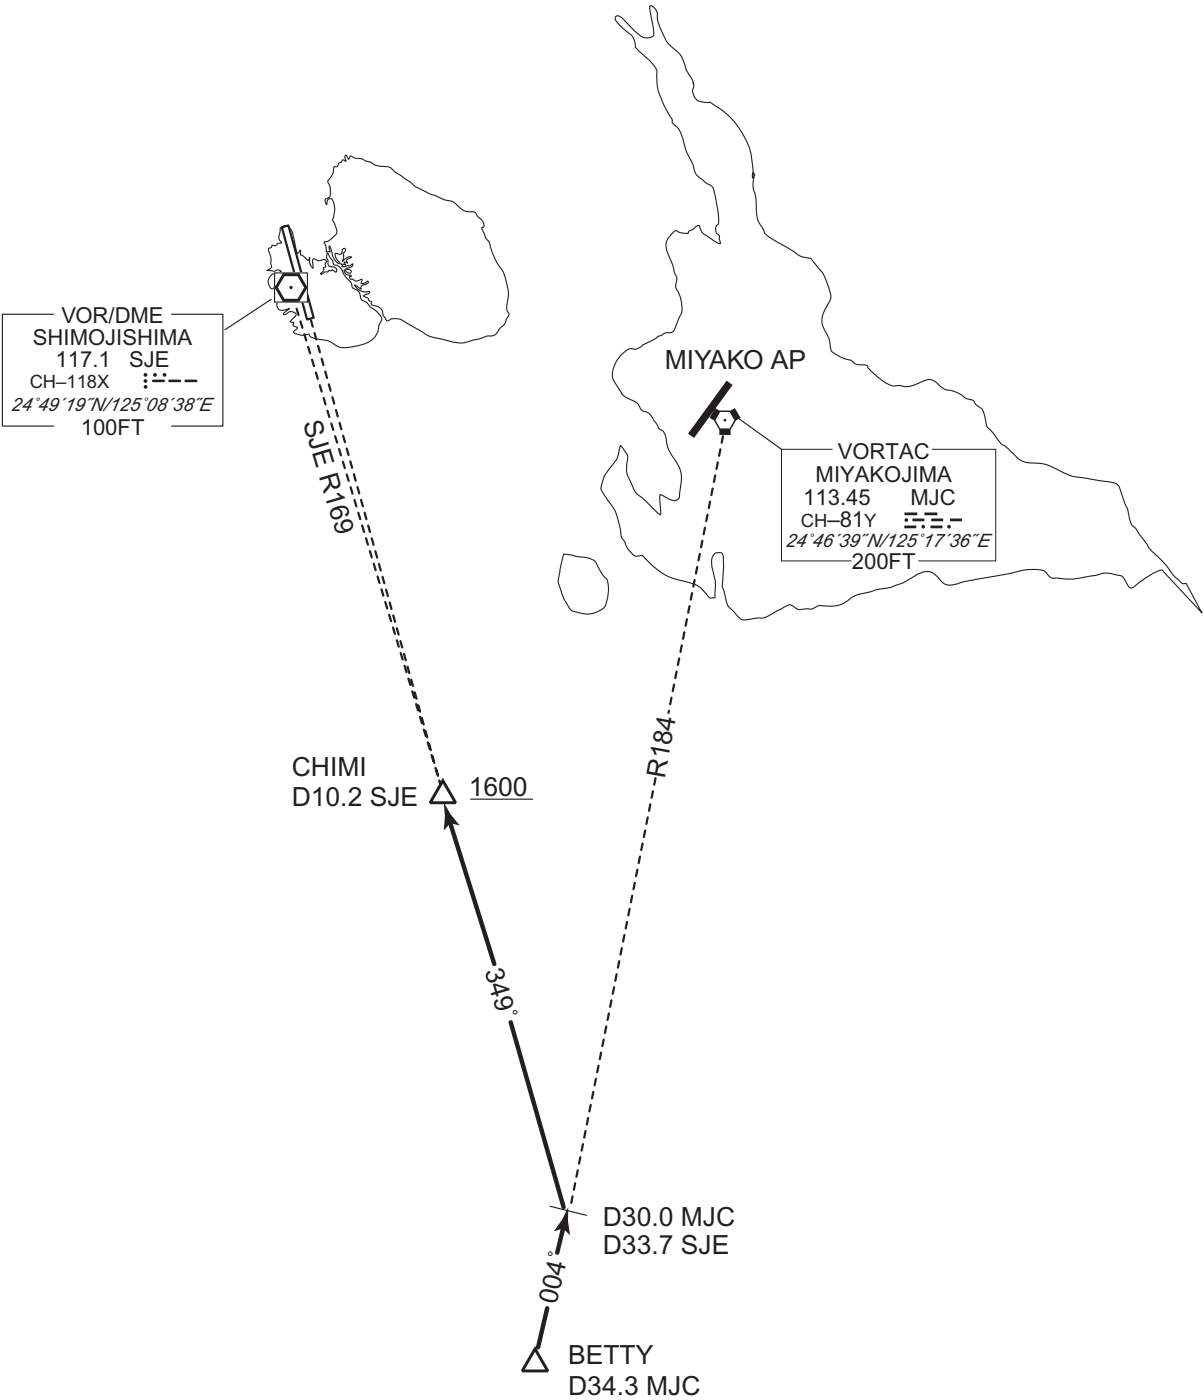 VOR/DME
SHIMOJISHIMA
117.1 SJE
CH–118X
24°49′19″N/125°08′38″E
100FT
MIYAKO AP
VORTAC
MIYAKOJIMA
113.45 MJC
CH–81Y
24°46′39″N/125°17′36″E
200FT
SJE R169
R184
CHIMI
D10.2 SJE
1600
349°
D30.0 MJC
D33.7 SJE
004°
BETTY
D34.3 MJC